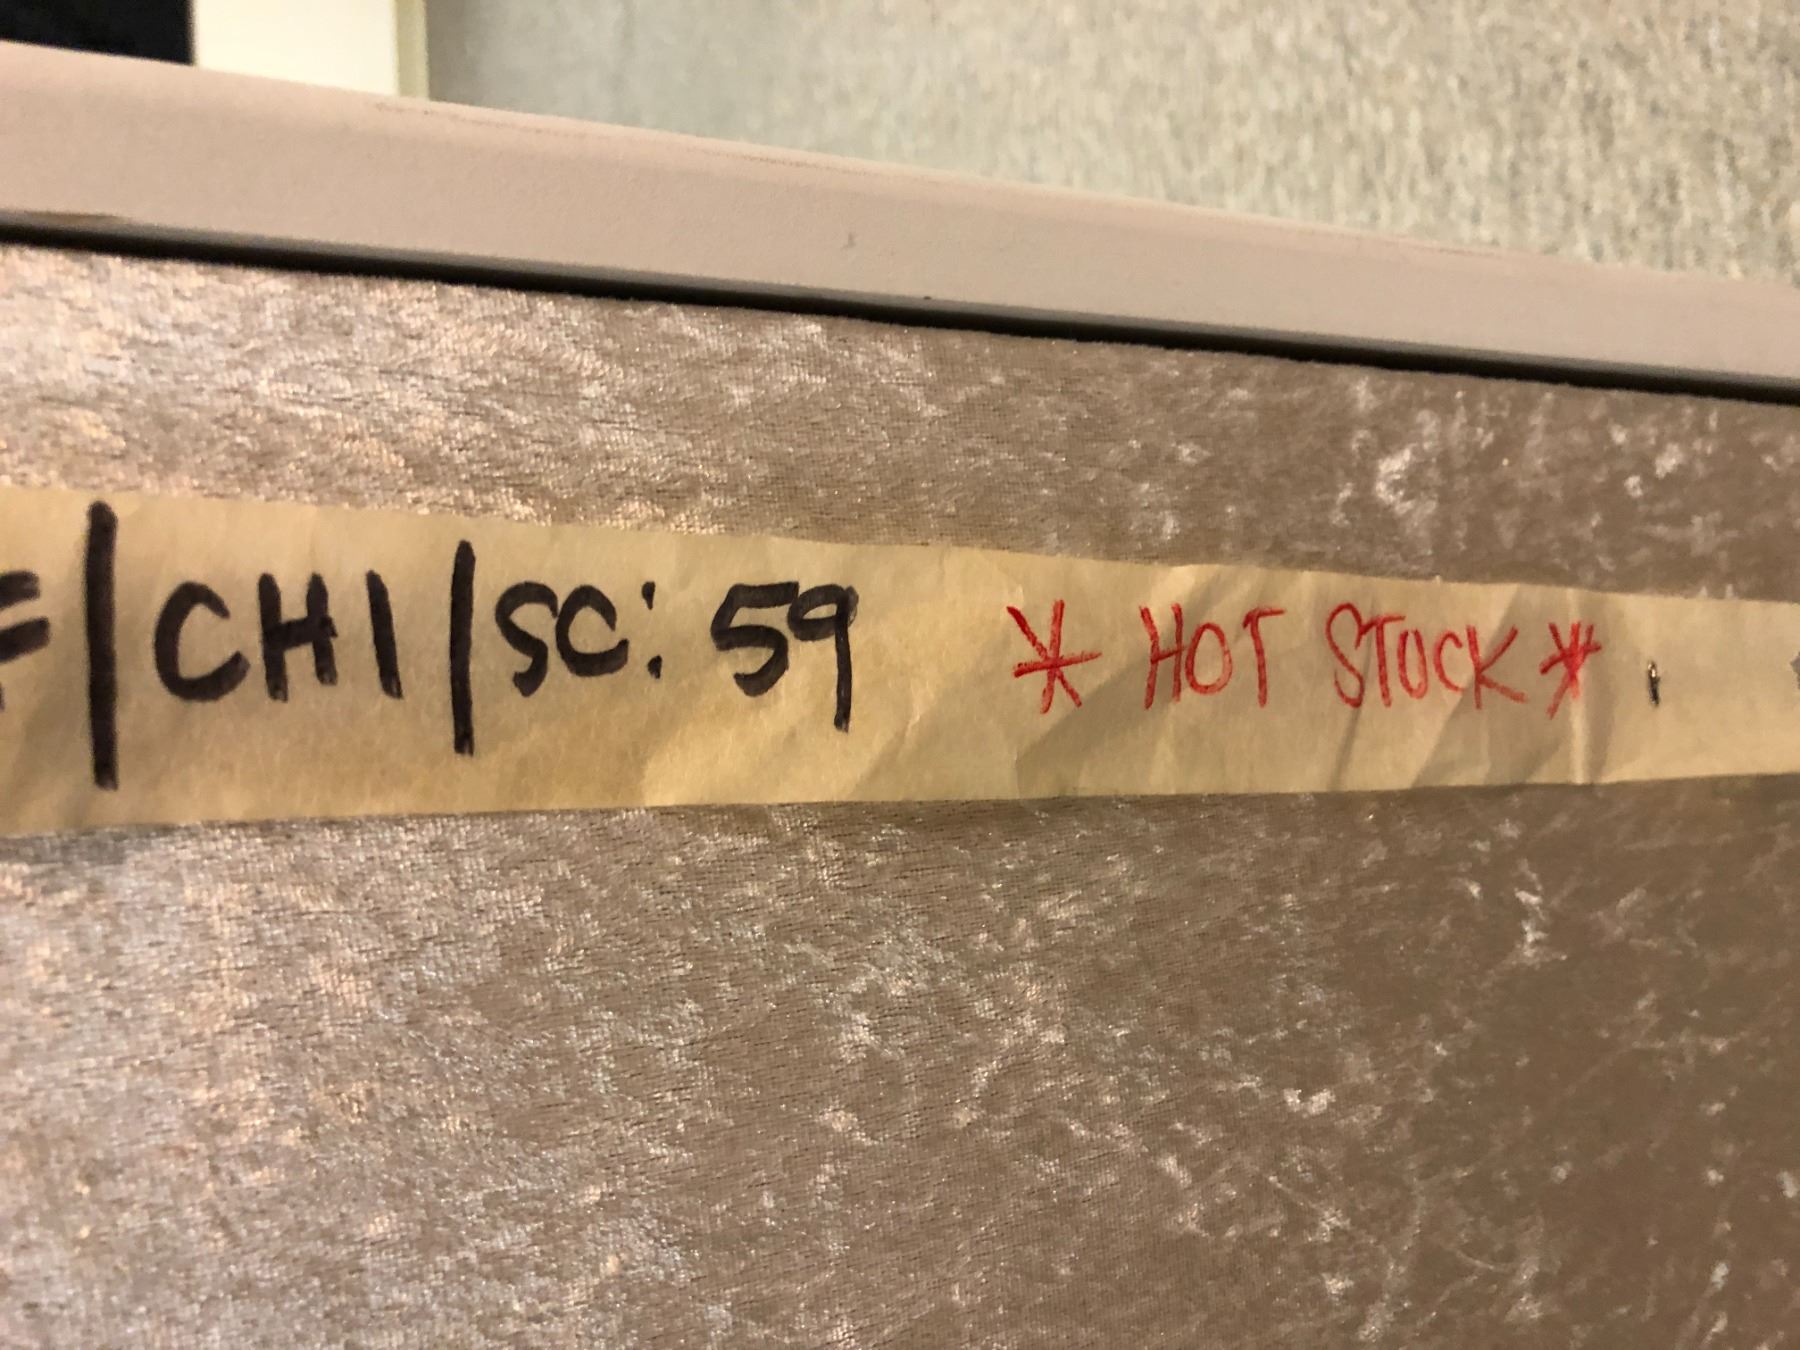 F|CHI|SC: 59 * HOT STOCK *